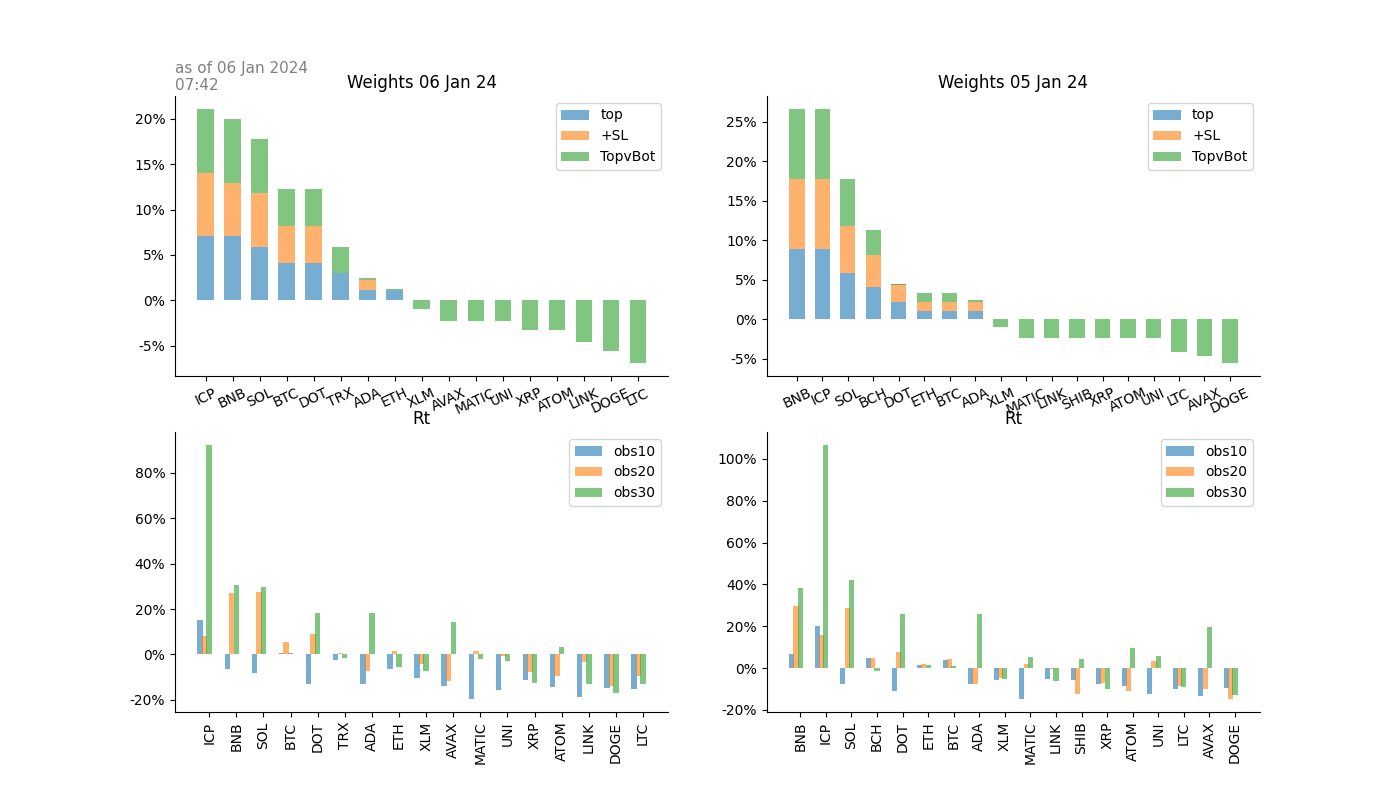 as of 06 Jan 2024
07:42
Weights 06 Jan 24
20%
15%
10%
5%
0%
-5%
top
+SL
TopvBot
ICP BNB SOL BTC DOT TRX ADA ETH XLM AVAX MATIC UNI XRP ATOM LINK DOGE LTC
Weights 05 Jan 24
25%
20%
15%
10%
5%
0%
-5%
top
+SL
TopvBot
BNB ICP SOL BCH DOT ETH BTC ADA XLM MATIC LINK SHIB XRP ATOM UNI LTC AVAX DOGE
Rt
80%
60%
40%
20%
0%
-20%
obs10
obs20
obs30
ICP BNB SOL BTC DOT TRX ADA ETH XLM AVAX MATIC UNI XRP ATOM LINK DOGE LTC
Rt
100%
80%
60%
40%
20%
0%
-20%
obs10
obs20
obs30
BNB ICP SOL BCH DOT ETH BTC ADA XLM MATIC LINK SHIB XRP ATOM UNI LTC AVAX DOGE